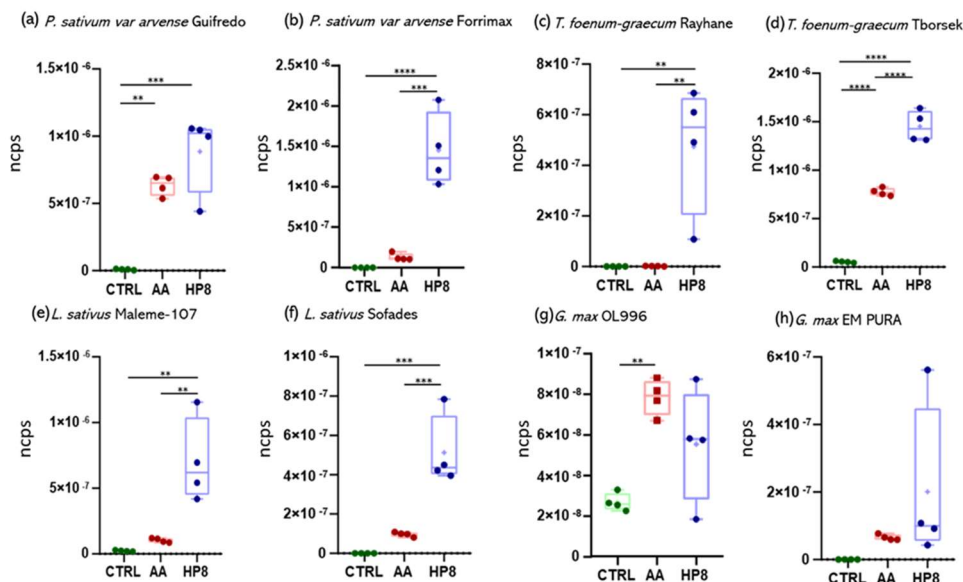 (a) P. sativum var arvense Guifredo
(b) P. sativum var arvense Forrimax
(c) T. foenum-graecum Rayhane
(d) T. foenum-graecum Tborsek
ncps
1.5×10 -6
1×10 -6
5×10 -7
0
***
**
CTRL AA HP8
2.5×10 -6
2×10 -6
1.5×10 -6
1×10 -6
5×10 -7
0
****
***
CTRL AA HP8
ncps
8×10 -7
6×10 -7
4×10 -7
2×10 -7
0
**
**
CTRL AA HP8
2×10 -6
1.5×10 -6
1×10 -6
5×10 -7
0
****
****
****
CTRL AA HP8
(e) L. sativus Maleme-107
(f) L. sativus Sofades
(g) G. max OL996
(h) G. max EM PURA
ncps
1.5×10 -6
1×10 -6
5×10 -7
0
**
**
CTRL AA HP8
1×10 -6
8×10 -7
5×10 -7
4×10 -7
2×10 -7
0
***
***
CTRL AA HP8
ncps
1×10 -7
8×10 -8
6×10 -8
4×10 -8
2×10 -8
0
**
CTRL AA HP8
6×10 -7
4×10 -7
2×10 -7
0
CTRL AA HP8